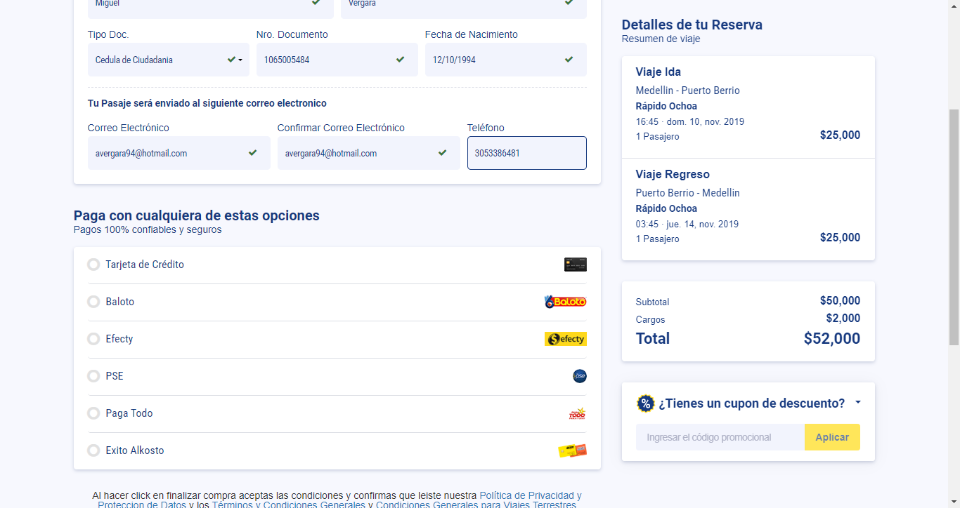 Miguel
Vergara
Tipo Doc.
Nro. Documento
Fecha de Nacimiento
Cedula de Ciudadania
1065005484
12/10/1994
Tu Pasaje será enviado al siguiente correo electronico
Correo Electrónico
Confirmar Correo Electrónico
Teléfono
avergara94@hotmail.com
avergara94@hotmail.com
3053386481
Paga con cualquiera de estas opciones
Pagos 100% confiables y seguros
Tarjeta de Crédito
Baloto
Baloto
Efecty
efecty
PSE
pse
Paga Todo
TODO
Exito Alkosto
Al hacer click en finalizar compra aceptas las condiciones y confirmas que leiste nuestra Política de Privacidad y
Proteccion de Datos y los Términos y Condiciones Generales y Condiciones Generales para Viajes Terrestres
Detalles de tu Reserva
Resumen de viaje
Viaje Ida
Medellin - Puerto Berrio
Rápido Ochoa
16:45 · dom. 10, nov. 2019
1 Pasajero
$25,000
Viaje Regreso
Puerto Berrio - Medellin
Rápido Ochoa
03:45 · jue. 14, nov. 2019
1 Pasajero
$25,000
Subtotal
$50,000
Cargos
$2,000
Total
$52,000
% ¿Tienes un cupon de descuento?
Ingresar el código promocional
Aplicar